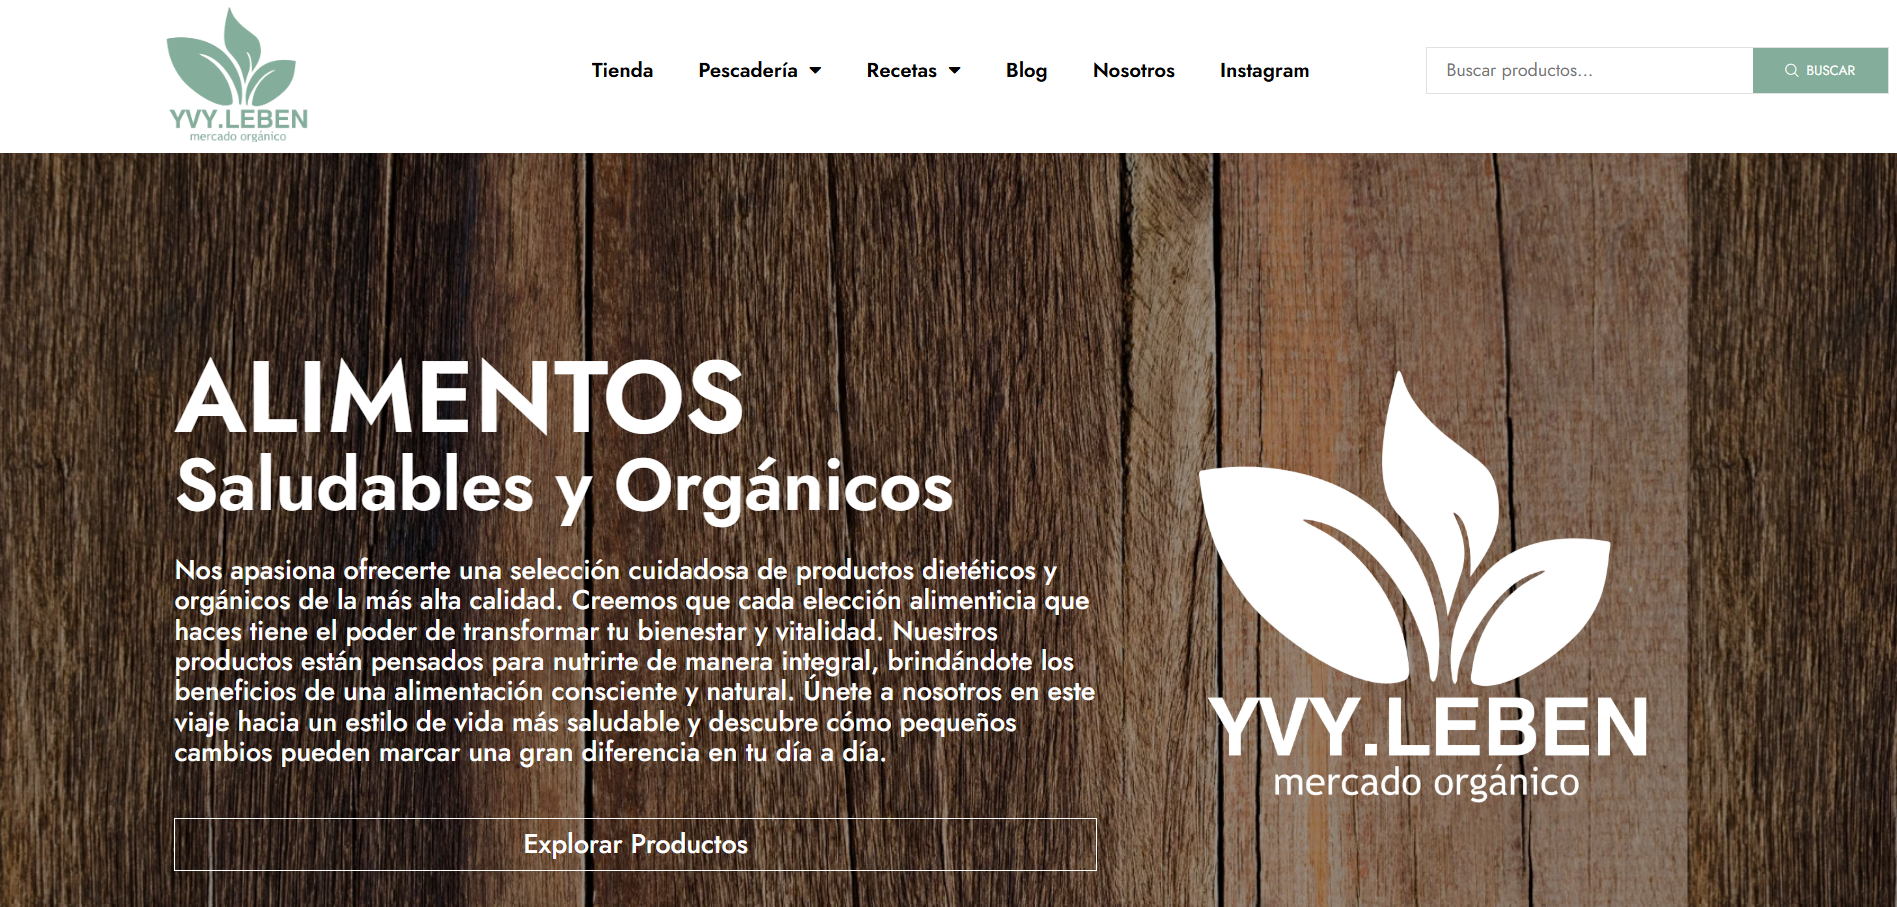 YVY.LEBEN
mercado orgánico
Tienda
Pescadería
Recetas
Blog
Nosotros
Instagram
Buscar productos...
BUSCAR
ALIMENTOS
Saludables y Orgánicos
Nos apasiona ofrecerte una selección cuidadosa de productos dietéticos y
orgánicos de la más alta calidad. Creemos que cada elección alimenticia que
haces tiene el poder de transformar tu bienestar y vitalidad. Nuestros
productos están pensados para nutrirte de manera integral, brindándote los
beneficios de una alimentación consciente y natural. Únete a nosotros en este
viaje hacia un estilo de vida más saludable y descubre cómo pequeños
cambios pueden marcar una gran diferencia en tu día a día.
Explorar Productos
YVY.LEBEN
mercado orgánico